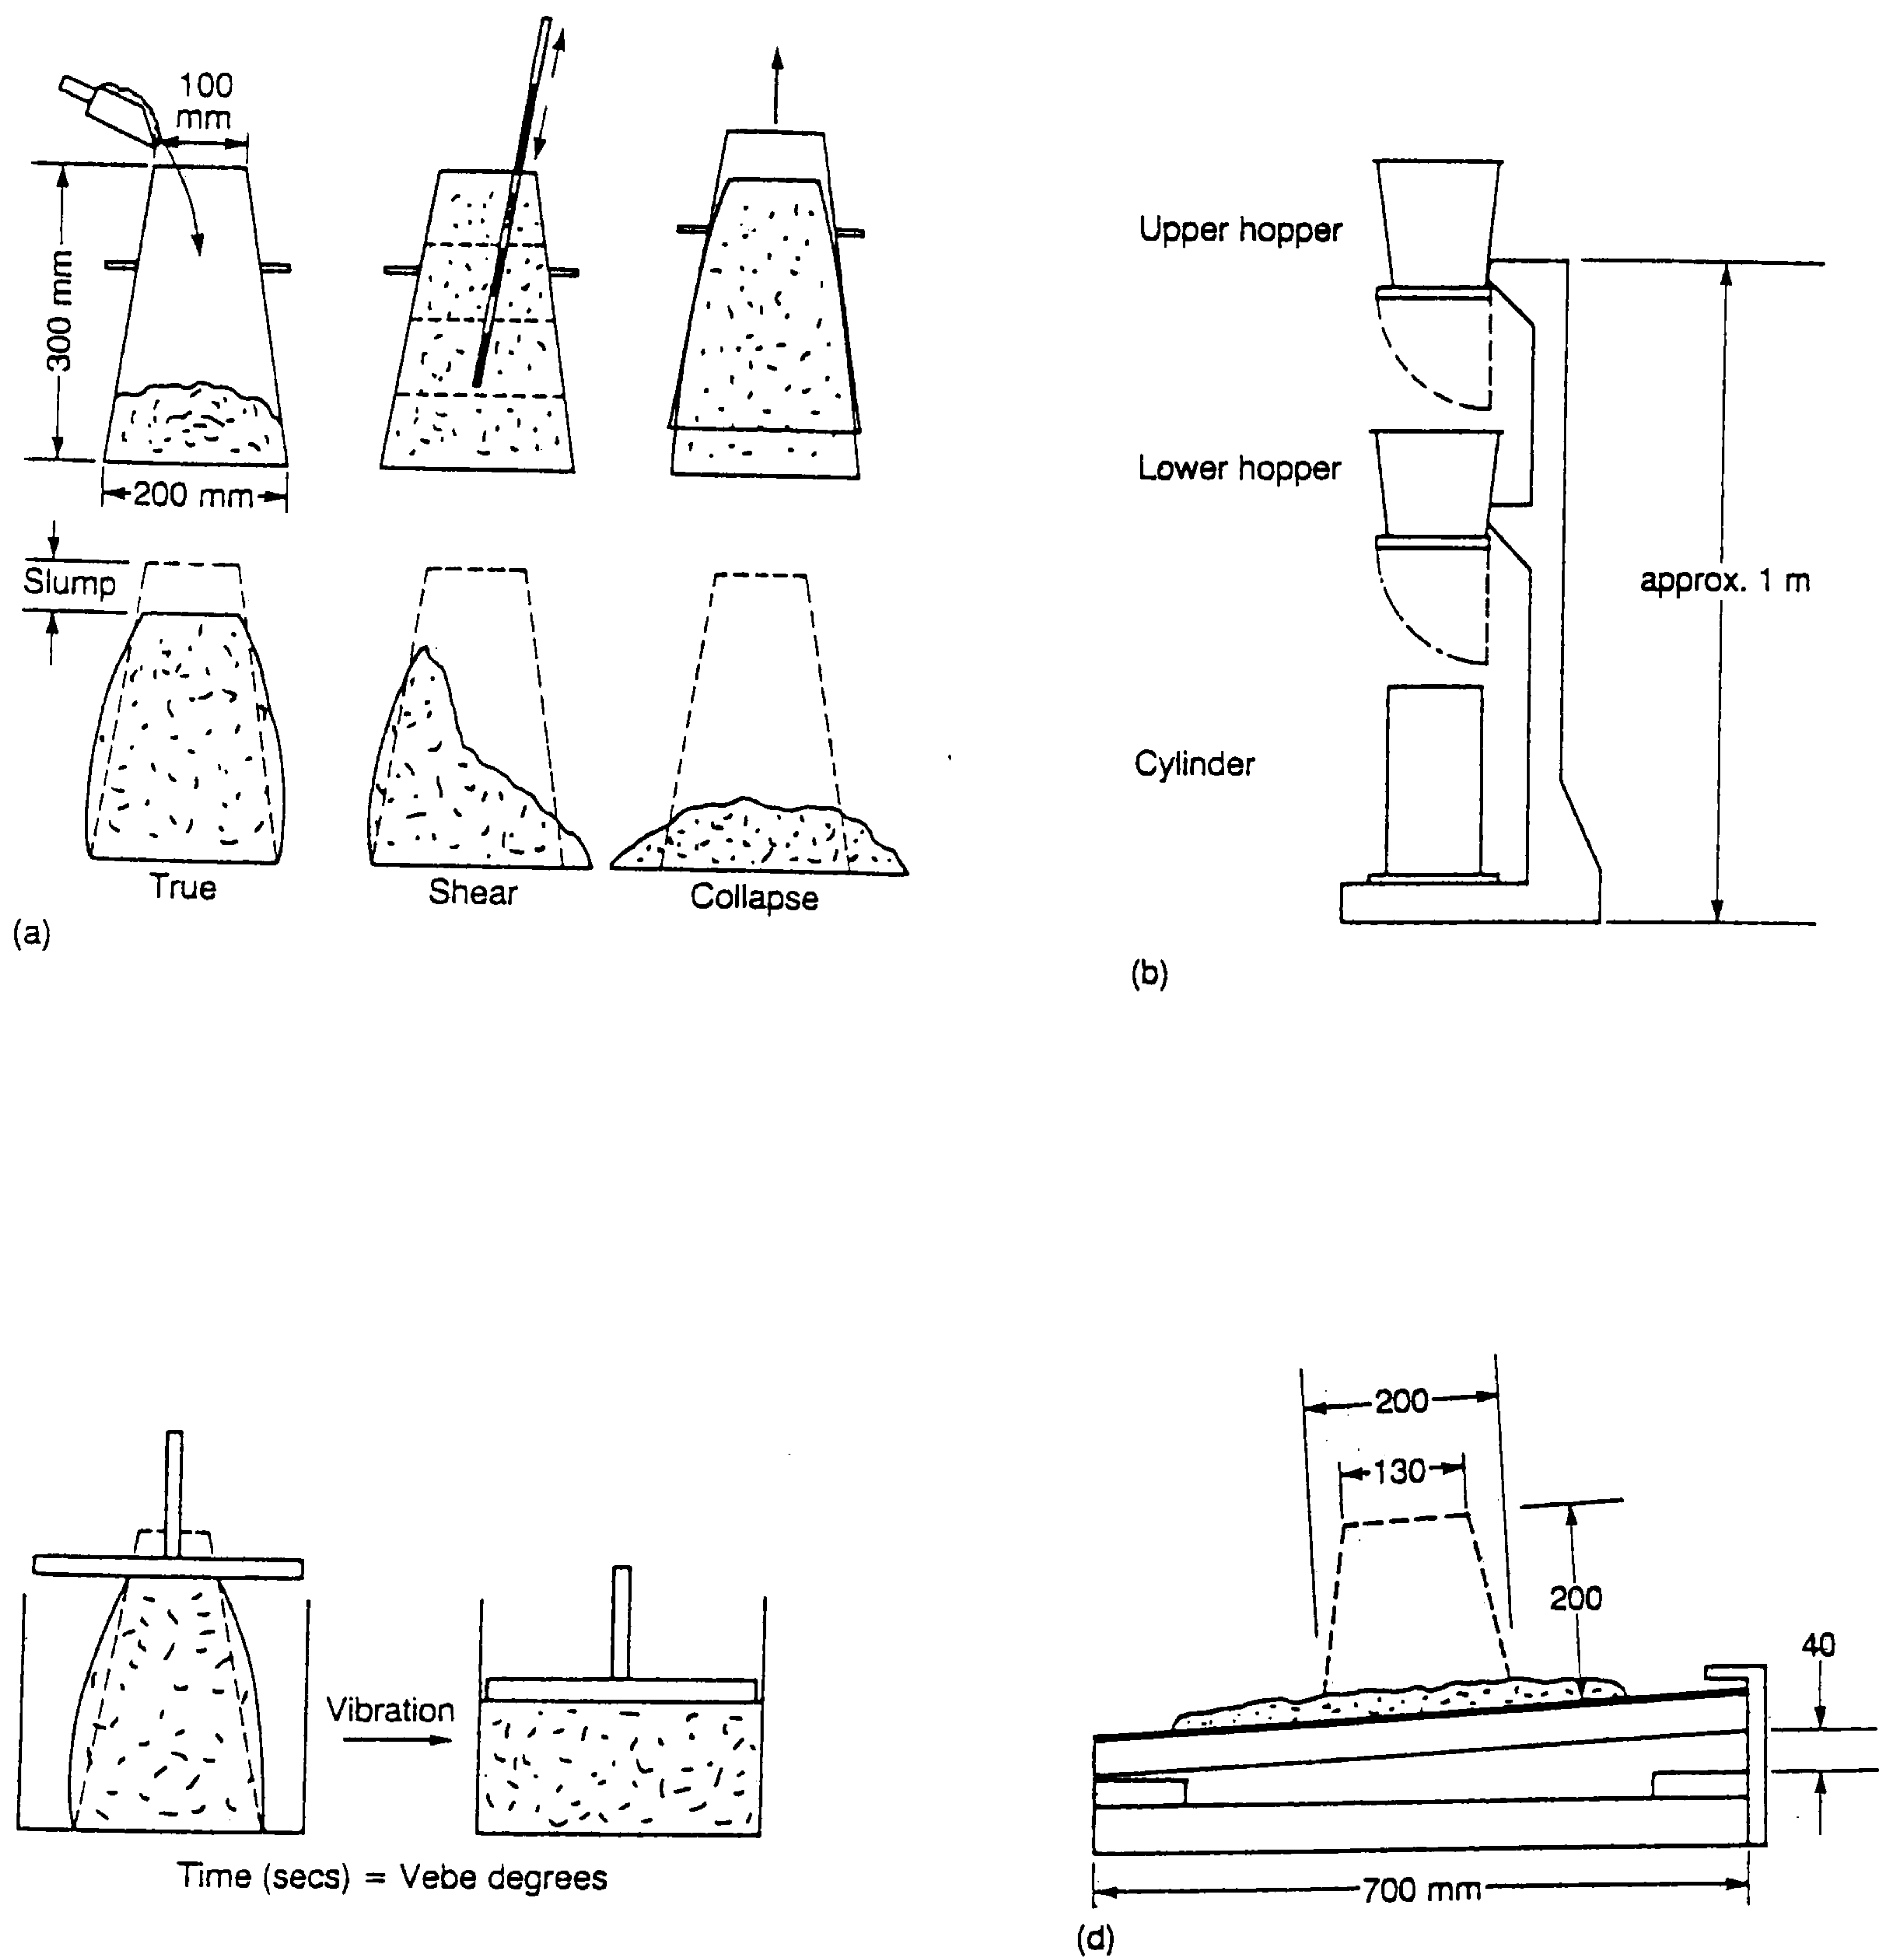 100
mm
300 mm
200 mm
Slump
True
Shear
Collapse
(a)
Upper hopper
Lower hopper
approx. 1 m
Cylinder
(b)
Vibration
Time (secs) = Vebe degrees
200
130
200
40
700 mm
(d)